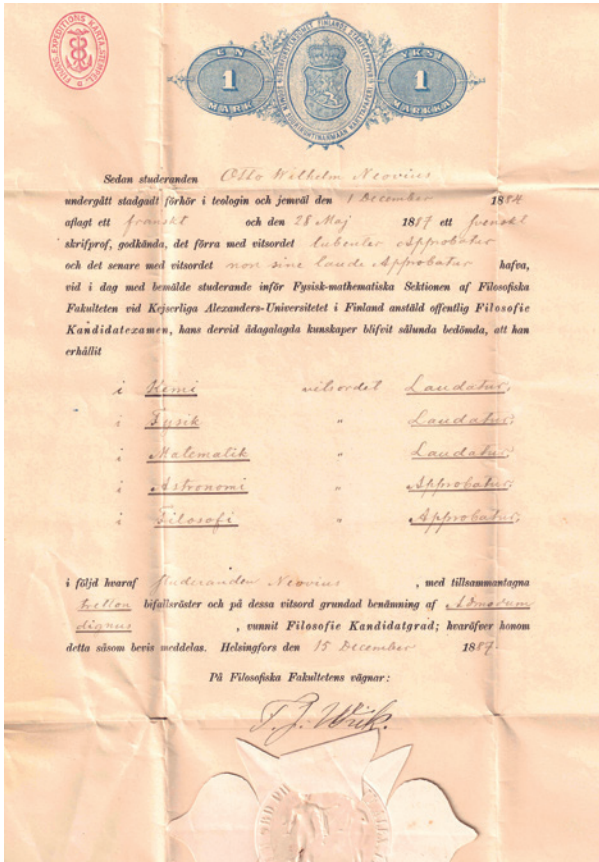 FINANS EXPEDITIONS KARTA STEMPEL
EN
1
MARK
YKSI
1
MARKKA
Sedan studeranden Otto Wilhelm Neovius
undergått stadgadt förhör i teologin och jemväl den 1 December 1884
aflagt ett franskt och den 28 Maj 1887 ett svenskt
skrifprof, godkända, det förra med vitsordet lubenter Approbatur
och det senare med vitsordet non sine laude Approbatur hafva,
vid i dag med bemälde studerande inför Fysisk-mathematiska Sektionen af Filosofiska
Fakulteten vid Kejserliga Alexanders-Universitetet i Finland anstäld offentlig Filosofie
Kandidatexamen, hans dervid ådagalagda kunskaper blifvit sålunda bedömda, att han
erhållit
i Kemi vitsordet Laudatur,
i Fysik " Laudatur,
i Matematik " Laudatur,
i Astronomi " Approbatur,
i Filosofi " Approbatur,
i följd hvaraf studeranden Neovius, med tillsammantagna
tretton bifallsröster och på dessa vitsord grundad benämning af Admodum
dignus, vunnit Filosofie Kandidatgrad; hvaröfver honom
detta såsom bevis meddelas. Helsingfors den 15 December 1887.
På Filosofiska Fakultetens vägnar:
F. J. Wiik.